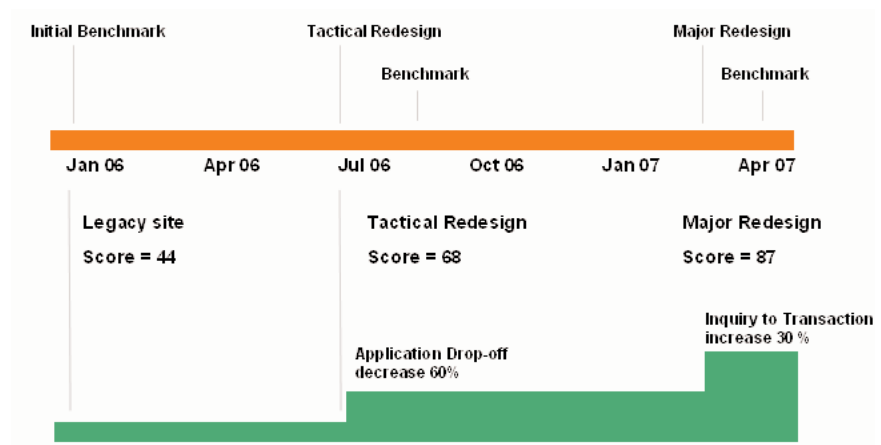 Initial Benchmark
Tactical Redesign
Major Redesign
Benchmark
Benchmark
Jan 06
Apr 06
Jul 06
Oct 06
Jan 07
Apr 07
Legacy site
Score = 44
Tactical Redesign
Score = 68
Major Redesign
Score = 87
Application Drop-off
decrease 60%
Inquiry to Transaction
increase 30 %